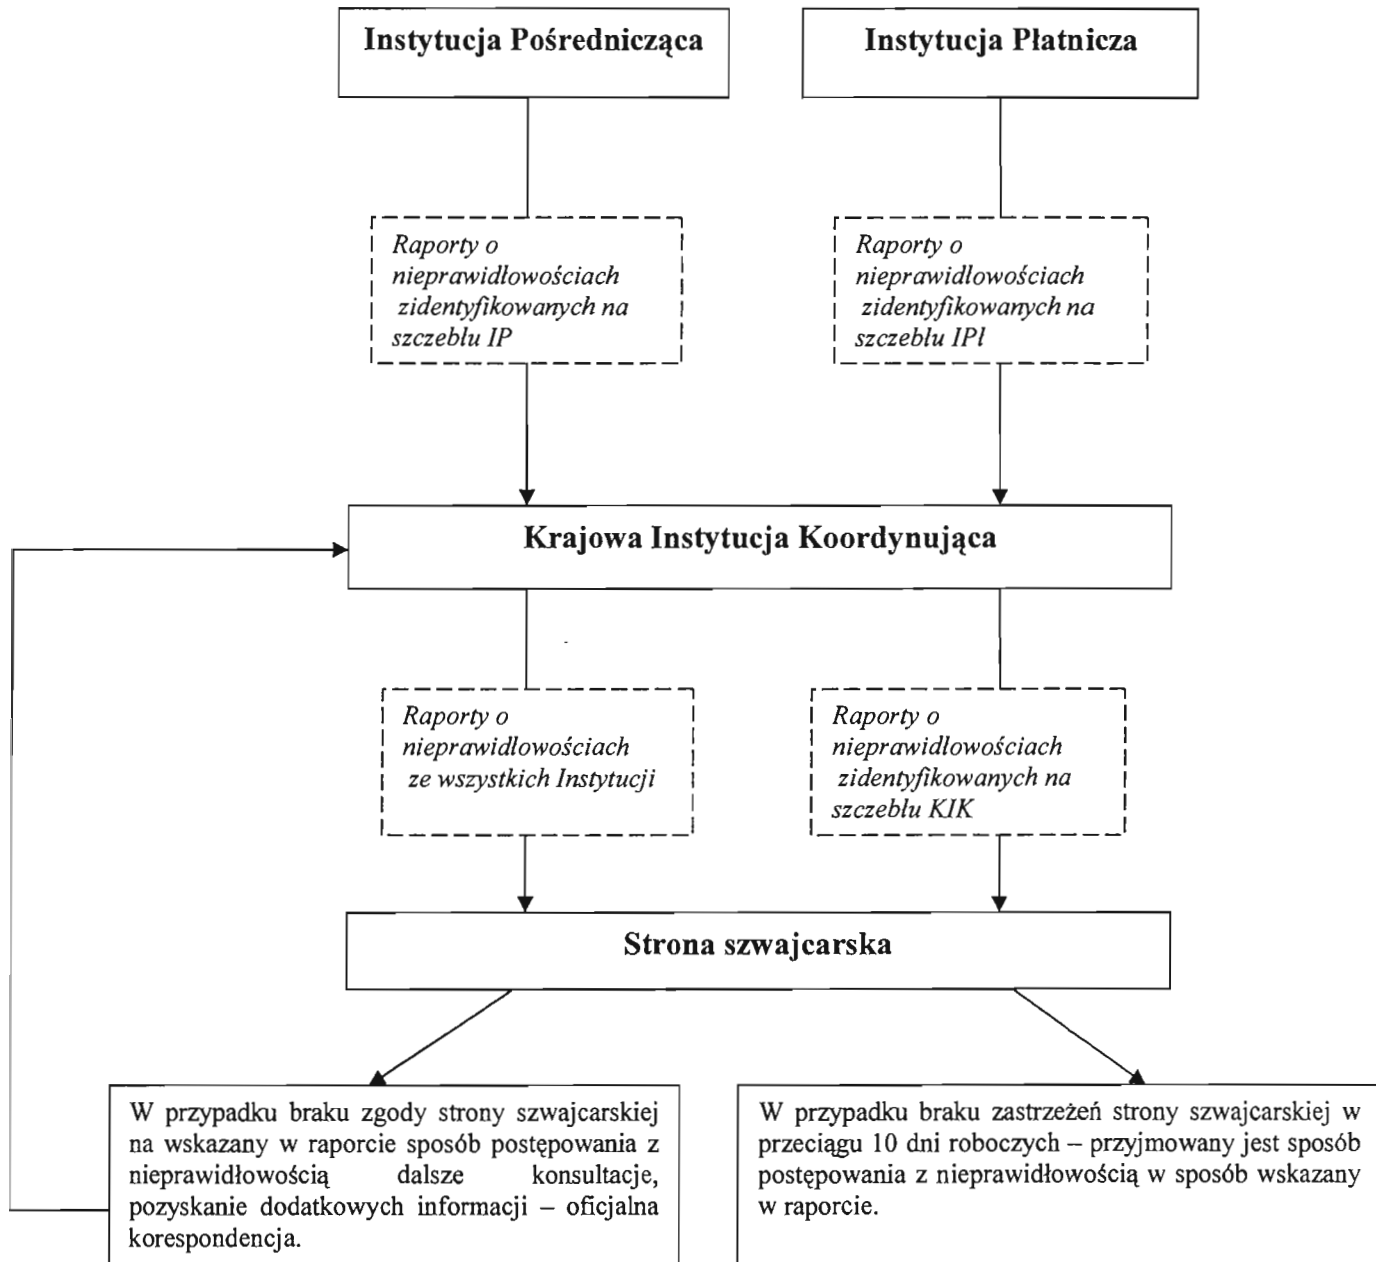 Instytucja Pośrednicząca
Instytucja Płatnicza
Raporty o
nieprawidłowościach
zidentyfikowanych na
szczeblu IP
Raporty o
nieprawidłowościach
zidentyfikowanych na
szczeblu IPł
Krajowa Instytucja Koordynująca
Raporty o
nieprawidłowościach
ze wszystkich Instytucji
Raporty o
nieprawidłowościach
zidentyfikowanych na
szczeblu KIK
Strona szwajcarska
W przypadku braku zgody strony szwajcarskiej
na wskazany w raporcie sposób postępowania z
nieprawidłowością dalsze konsultacje,
pozyskanie dodatkowych informacji – oficjalna
korespondencja.
W przypadku braku zastrzeżeń strony szwajcarskiej w
przeciągu 10 dni roboczych – przyjmowany jest sposób
postępowania z nieprawidłowością w sposób wskazany
w raporcie.